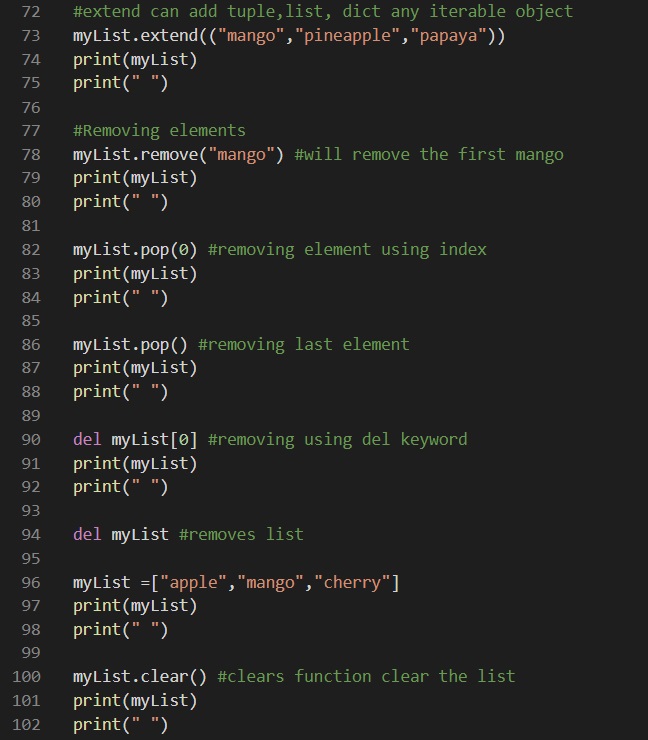 72 #extend can add tuple,list, dict any iterable object
73 myList.extend(("mango","pineapple","papaya"))
74 print(myList)
75 print(" ")
76
77 #Removing elements
78 myList.remove("mango") #will remove the first mango
79 print(myList)
80 print(" ")
81
82 myList.pop(0) #removing element using index
83 print(myList)
84 print(" ")
85
86 myList.pop() #removing last element
87 print(myList)
88 print(" ")
89
90 del myList[0] #removing using del keyword
91 print(myList)
92 print(" ")
93
94 del myList #removes list
95
96 myList =["apple","mango","cherry"]
97 print(myList)
98 print(" ")
99
100 myList.clear() #clears function clear the list
101 print(myList)
102 print(" ")